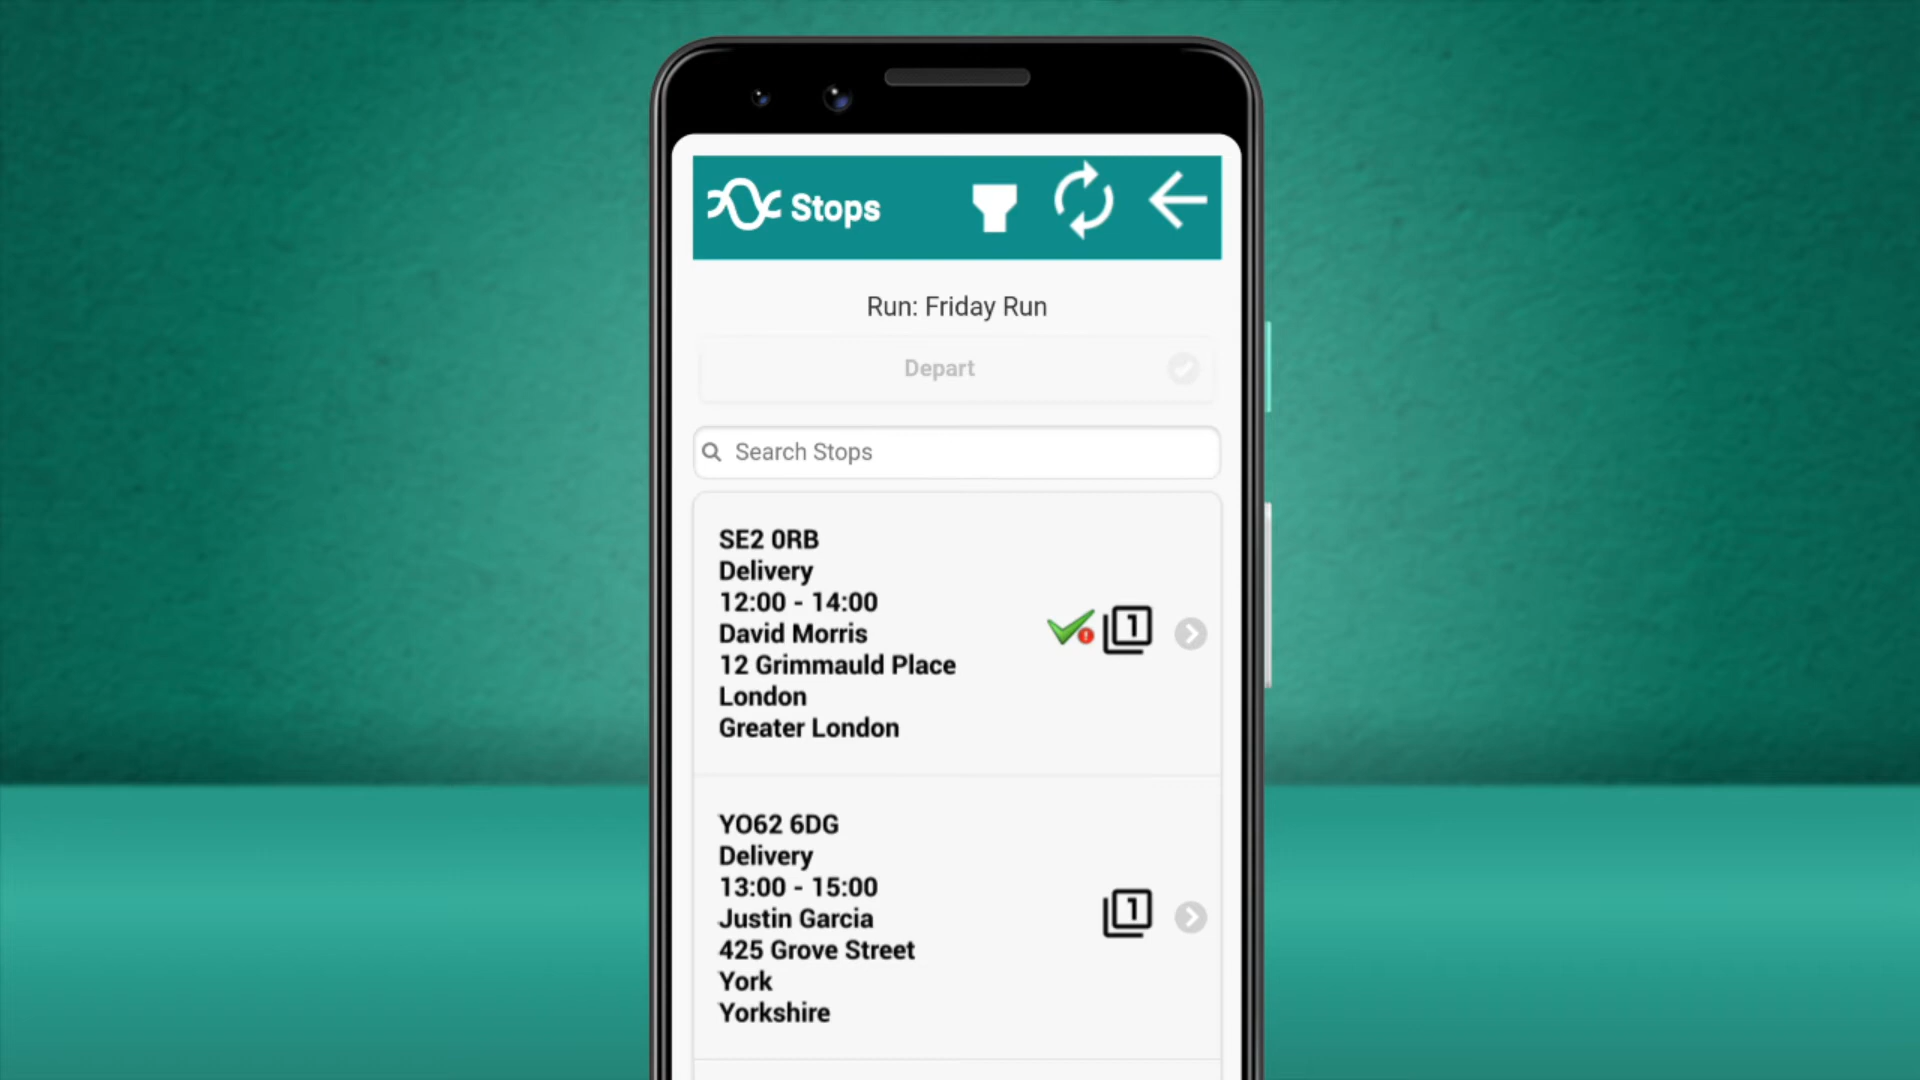 Stops
Run: Friday Run
Depart
Search Stops
SE2 0RB
Delivery
12:00 - 14:00
David Morris
12 Grimmauld Place
London
Greater London
1
YO62 6DG
Delivery
13:00 - 15:00
Justin Garcia
425 Grove Street
York
Yorkshire
1